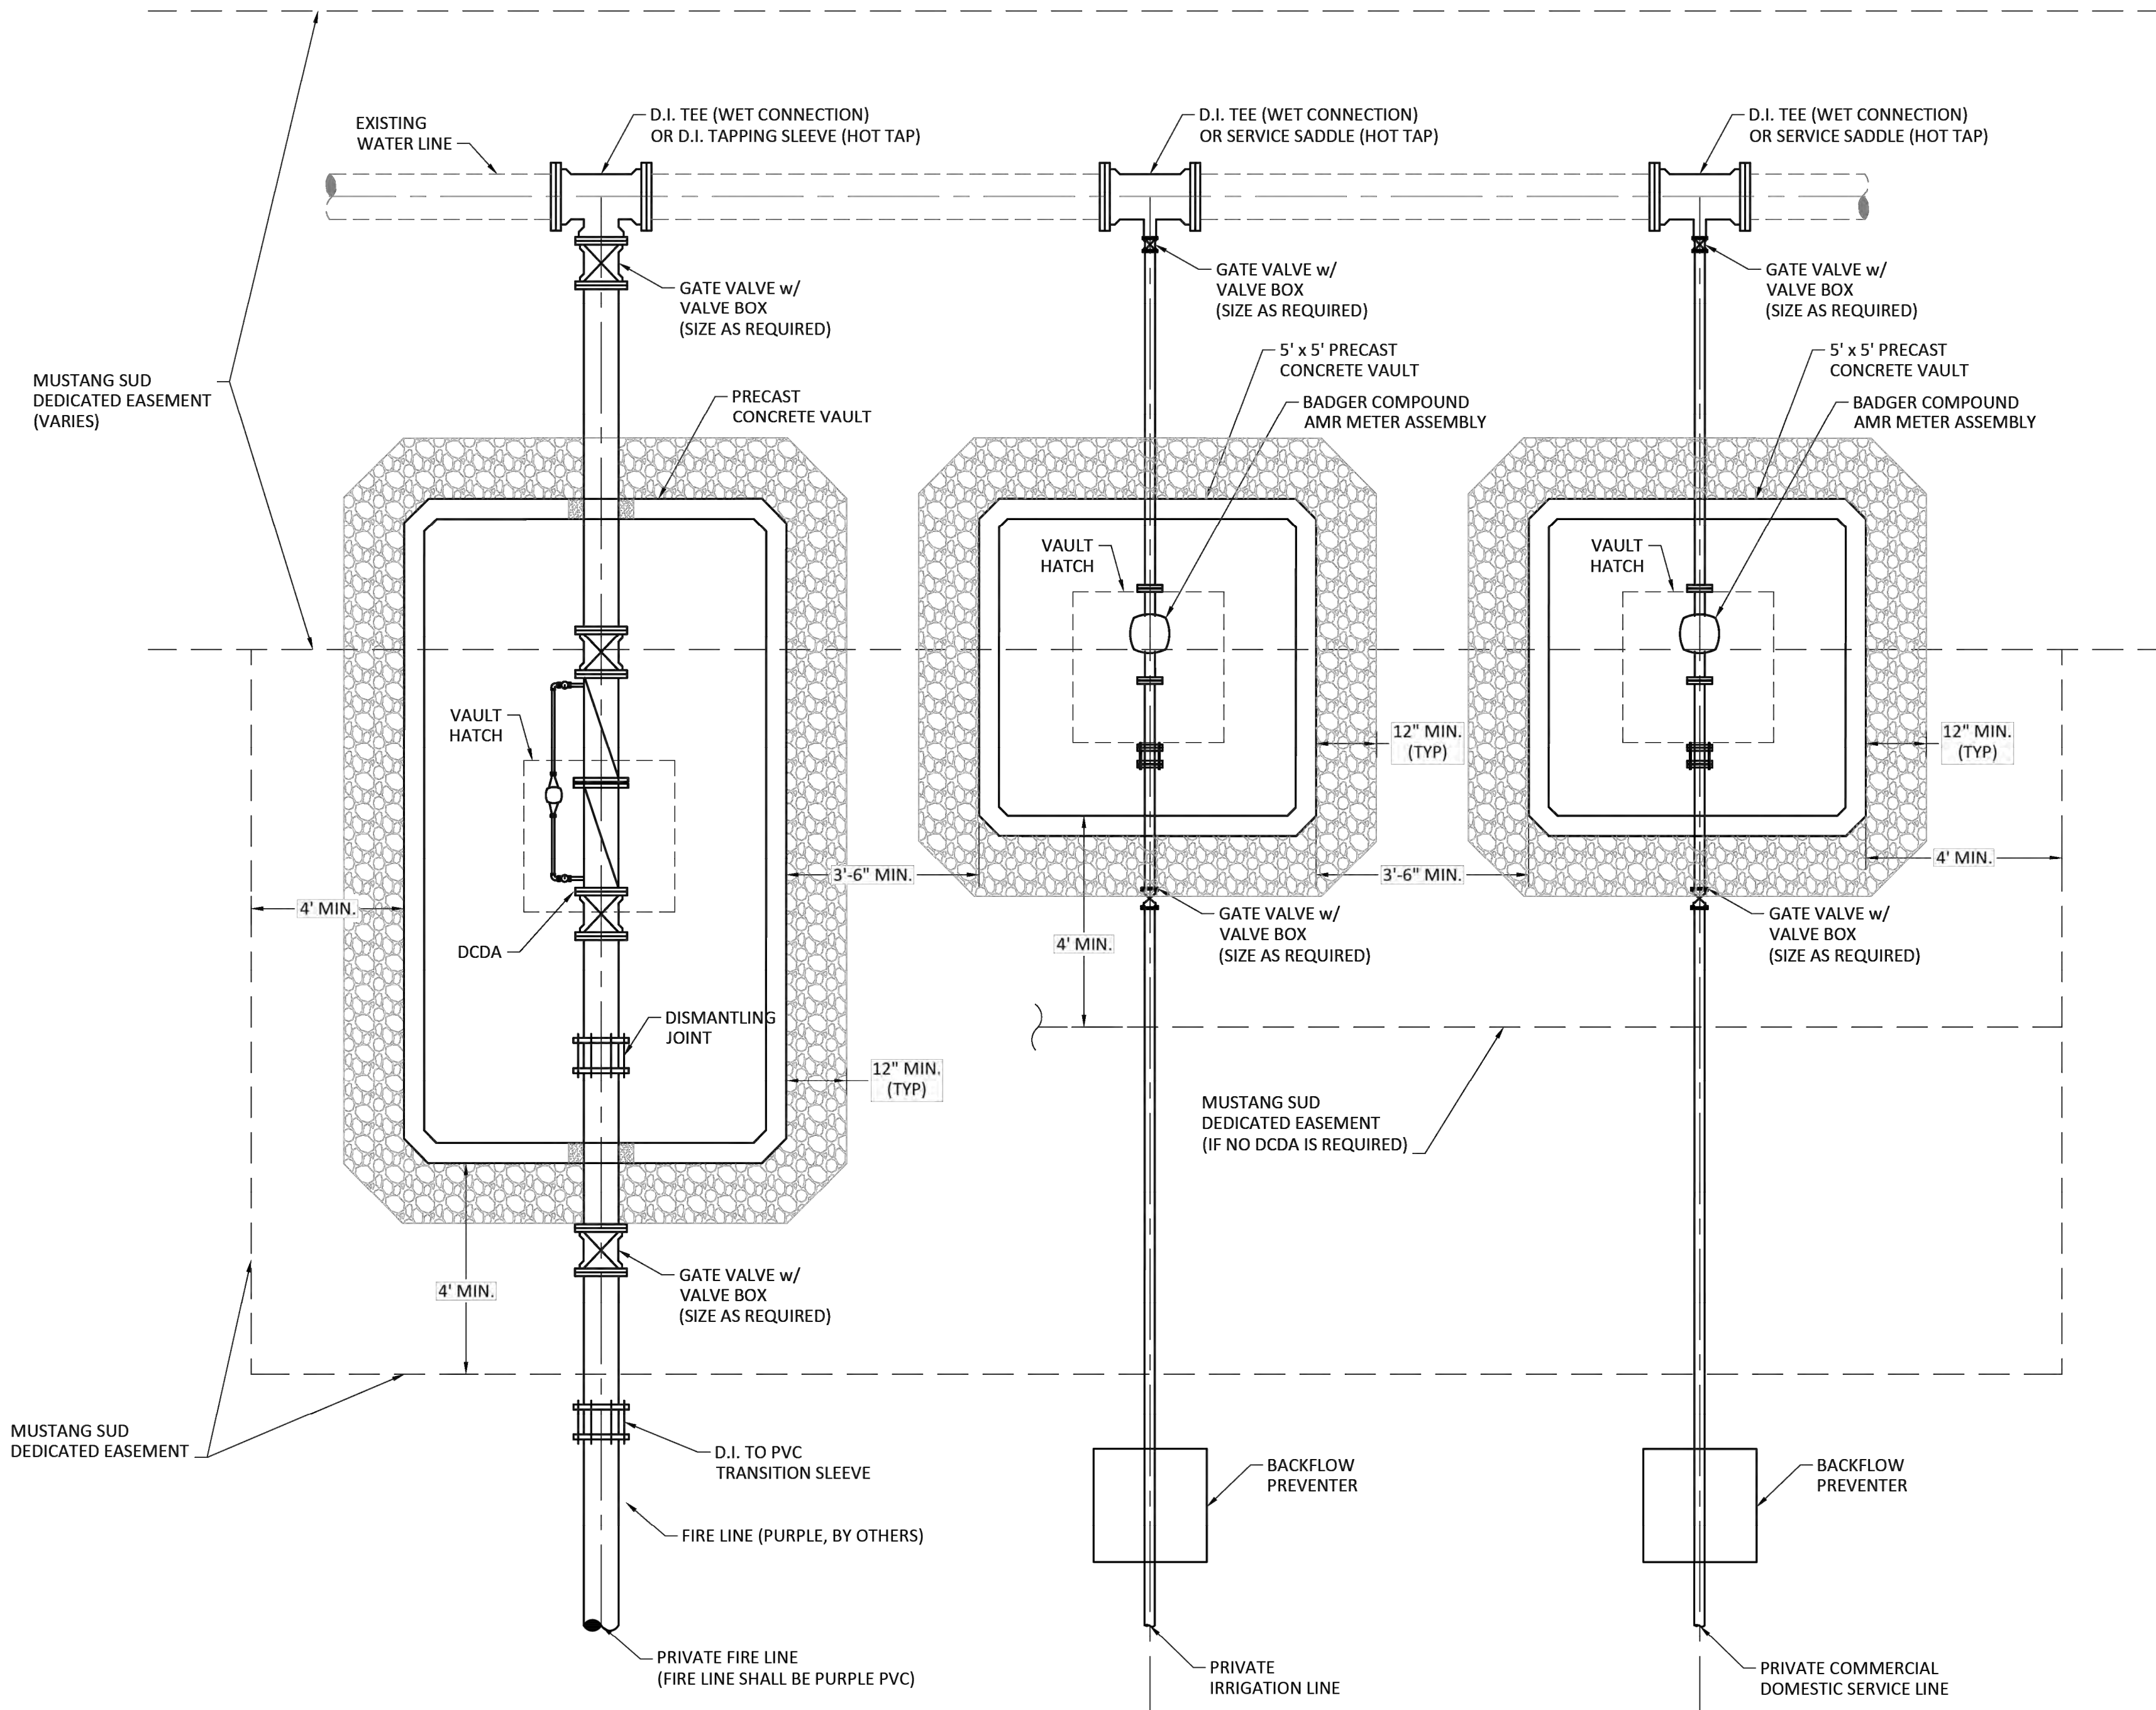 D.I. TEE (WET CONNECTION)
OR D.I. TAPPING SLEEVE (HOT TAP)
D.I. TEE (WET CONNECTION)
OR SERVICE SADDLE (HOT TAP)
D.I. TEE (WET CONNECTION)
OR SERVICE SADDLE (HOT TAP)
EXISTING
WATER LINE
GATE VALVE w/
VALVE BOX
(SIZE AS REQUIRED)
GATE VALVE w/
VALVE BOX
(SIZE AS REQUIRED)
GATE VALVE w/
VALVE BOX
(SIZE AS REQUIRED)
MUSTANG SUD
DEDICATED EASEMENT
(VARIES)
PRECAST
CONCRETE VAULT
5' x 5' PRECAST
CONCRETE VAULT
BADGER COMPOUND
AMR METER ASSEMBLY
5' x 5' PRECAST
CONCRETE VAULT
BADGER COMPOUND
AMR METER ASSEMBLY
VAULT
HATCH
VAULT
HATCH
VAULT
HATCH
12" MIN.
(TYP)
12" MIN.
(TYP)
4' MIN.
3'-6" MIN.
3'-6" MIN.
4' MIN.
DCDA
4' MIN.
GATE VALVE w/
VALVE BOX
(SIZE AS REQUIRED)
GATE VALVE w/
VALVE BOX
(SIZE AS REQUIRED)
DISMANTLING
JOINT
12" MIN.
(TYP)
MUSTANG SUD
DEDICATED EASEMENT
(IF NO DCDA IS REQUIRED)
4' MIN.
GATE VALVE w/
VALVE BOX
(SIZE AS REQUIRED)
MUSTANG SUD
DEDICATED EASEMENT
D.I. TO PVC
TRANSITION SLEEVE
BACKFLOW
PREVENTER
BACKFLOW
PREVENTER
FIRE LINE (PURPLE, BY OTHERS)
PRIVATE FIRE LINE
(FIRE LINE SHALL BE PURPLE PVC)
PRIVATE
IRRIGATION LINE
PRIVATE COMMERCIAL
DOMESTIC SERVICE LINE